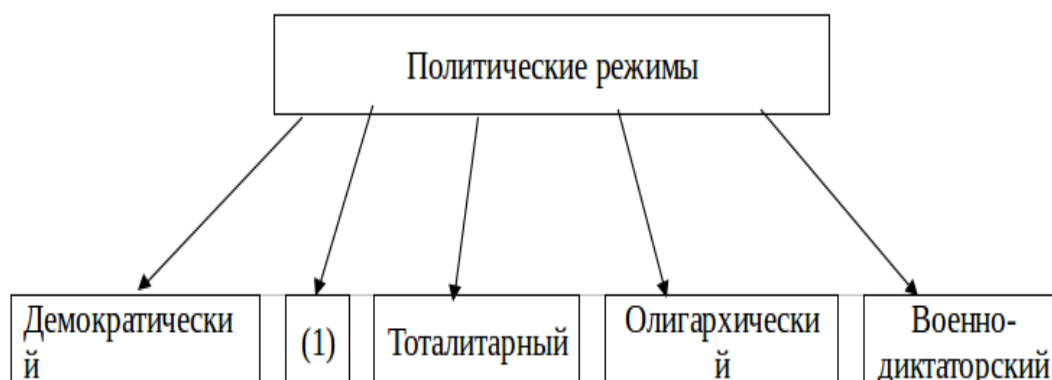 Политические режимы
Демократически
й
(1)
Тоталитарный
Олигархически
й
Военно-
диктаторский